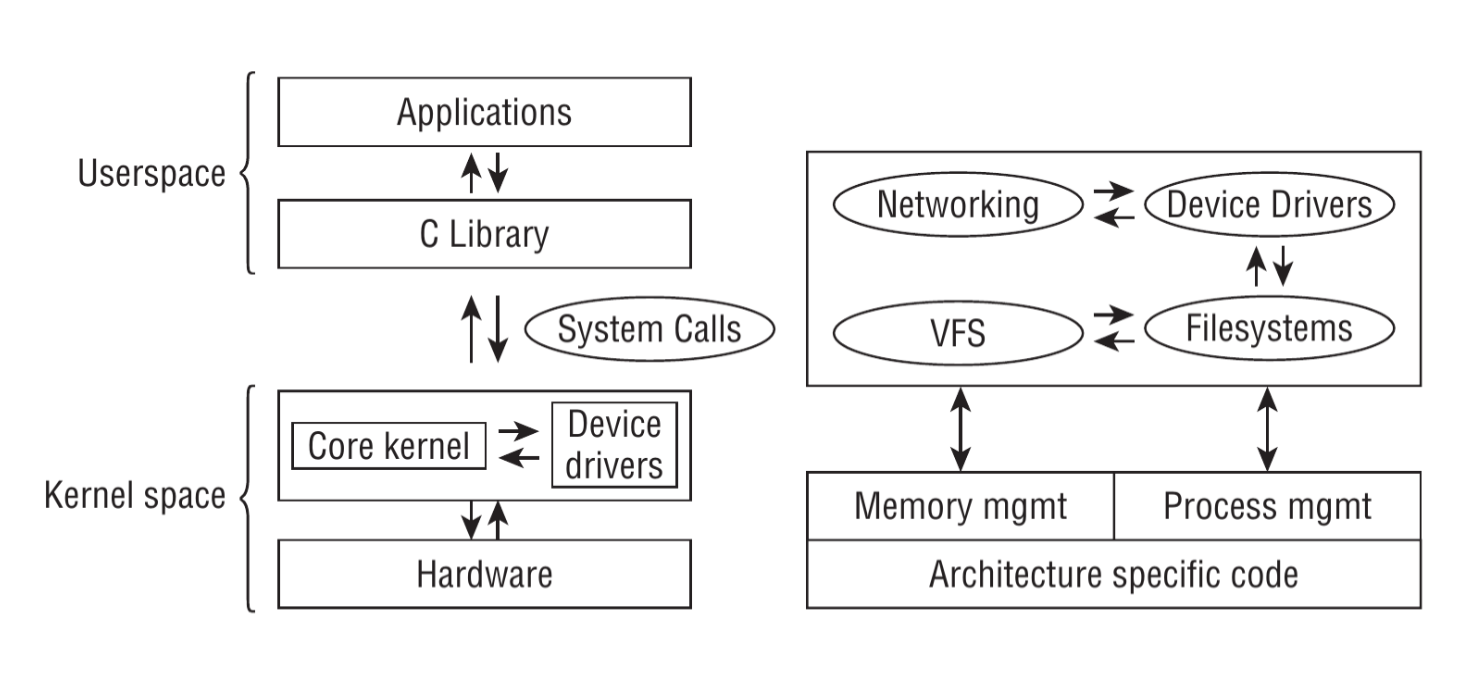 Userspace
Applications
C Library
System Calls
Kernel space
Core kernel
Device
drivers
Hardware
Networking
Device Drivers
VFS
Filesystems
Memory mgmt
Process mgmt
Architecture specific code